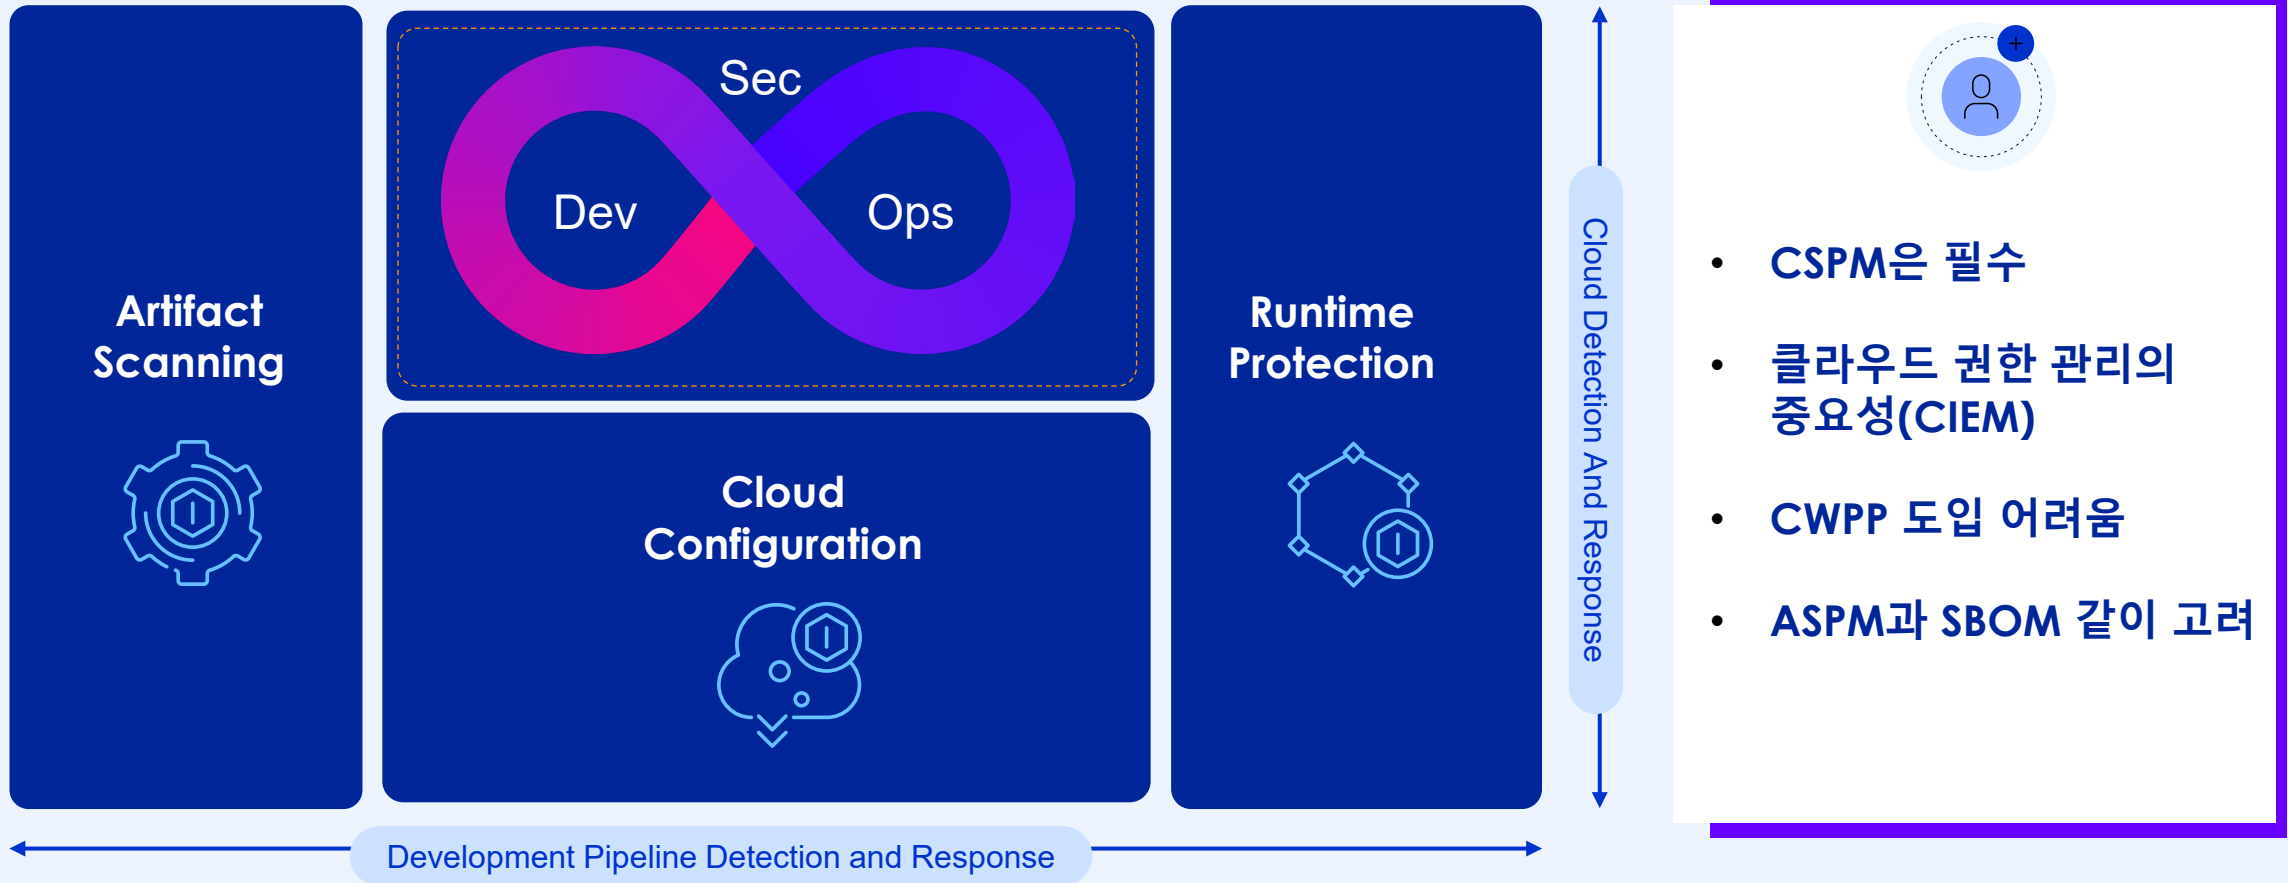 Artifact
Scanning
Sec
Dev
Ops
Cloud
Configuration
Runtime
Protection
Cloud Detection And Response
Development Pipeline Detection and Response
• CSPM은 필수
• 클라우드 권한 관리의
중요성(CIEM)
• CWPP 도입 어려움
• ASPM과 SBOM 같이 고려